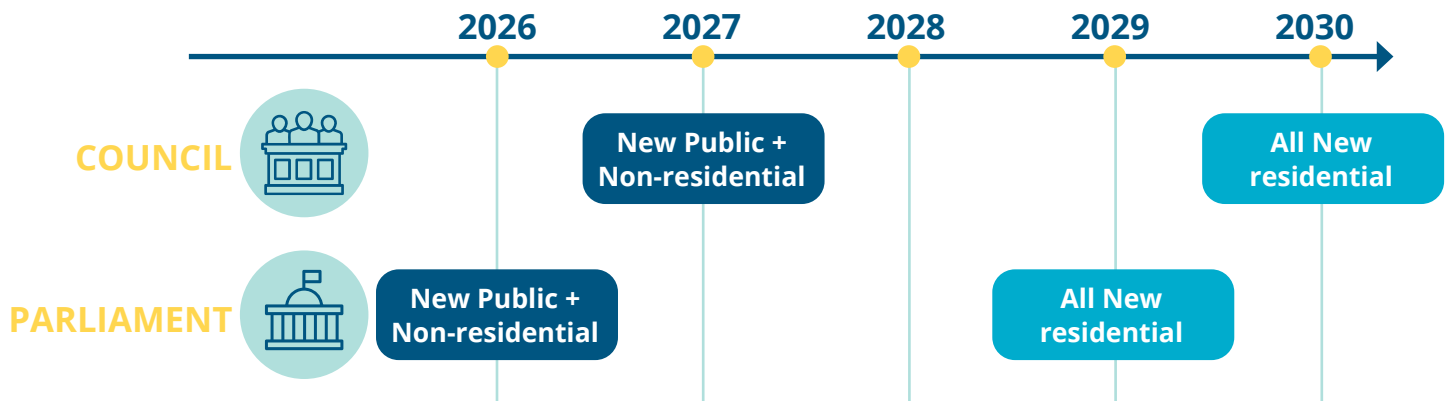 2026
2027
2028
2029
2030
COUNCIL
New Public +
Non-residential
All New
residential
PARLIAMENT
New Public +
Non-residential
All New
residential